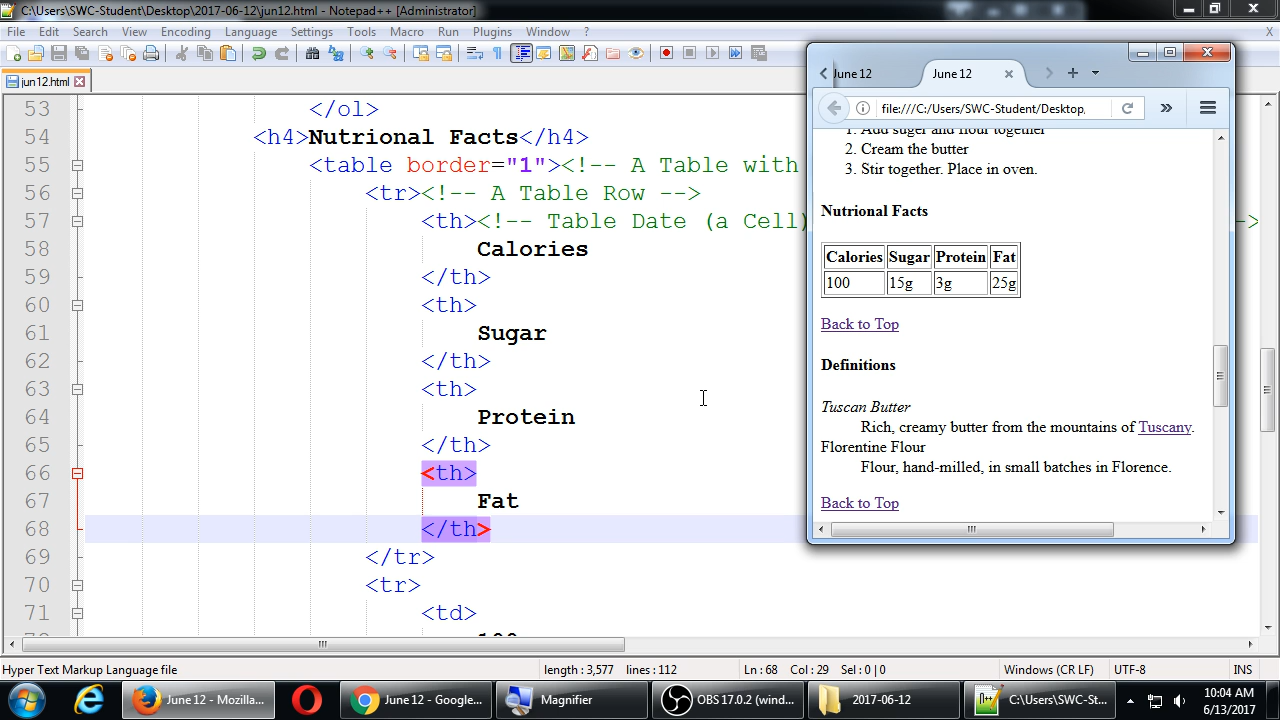 C:\Users\SWC-Student\Desktop\2017-06-12\jun12.html - Notepad++ [Administrator]
File Edit Search View Encoding Language Settings Tools Macro Run Plugins Window ? X
jun12.html
53 </ol>
54 <h4>Nutrional Facts</h4>
55 <table border="1"><!-- A Table with
56 <tr><!-- A Table Row -->
57 <th><!-- Table Date (a Cell) -->
58 Calories
59 </th>
60 <th>
61 Sugar
62 </th>
63 <th>
64 Protein
65 </th>
66 <th>
67 Fat
68 </th>
69 </tr>
70 <tr>
71 <td>
72 100
June 12 June 12
file:///C:/Users/SWC-Student/Desktop,
1. Add suger and flour together
2. Cream the butter
3. Stir together. Place in oven.
Nutrional Facts
Calories Sugar Protein Fat
100 15g 3g 25g
Back to Top
Definitions
Tuscan Butter
Rich, creamy butter from the mountains of Tuscany.
Florentine Flour
Flour, hand-milled, in small batches in Florence.
Back to Top
Hyper Text Markup Language file length : 3,577 lines : 112 Ln : 68 Col : 29 Sel : 0 | 0 Windows (CR LF) UTF-8 INS
June 12 - Mozilla... June 12 - Google... Magnifier OBS 17.0.2 (wind... 2017-06-12 C:\Users\SWC-St... 10:04 AM
6/13/2017